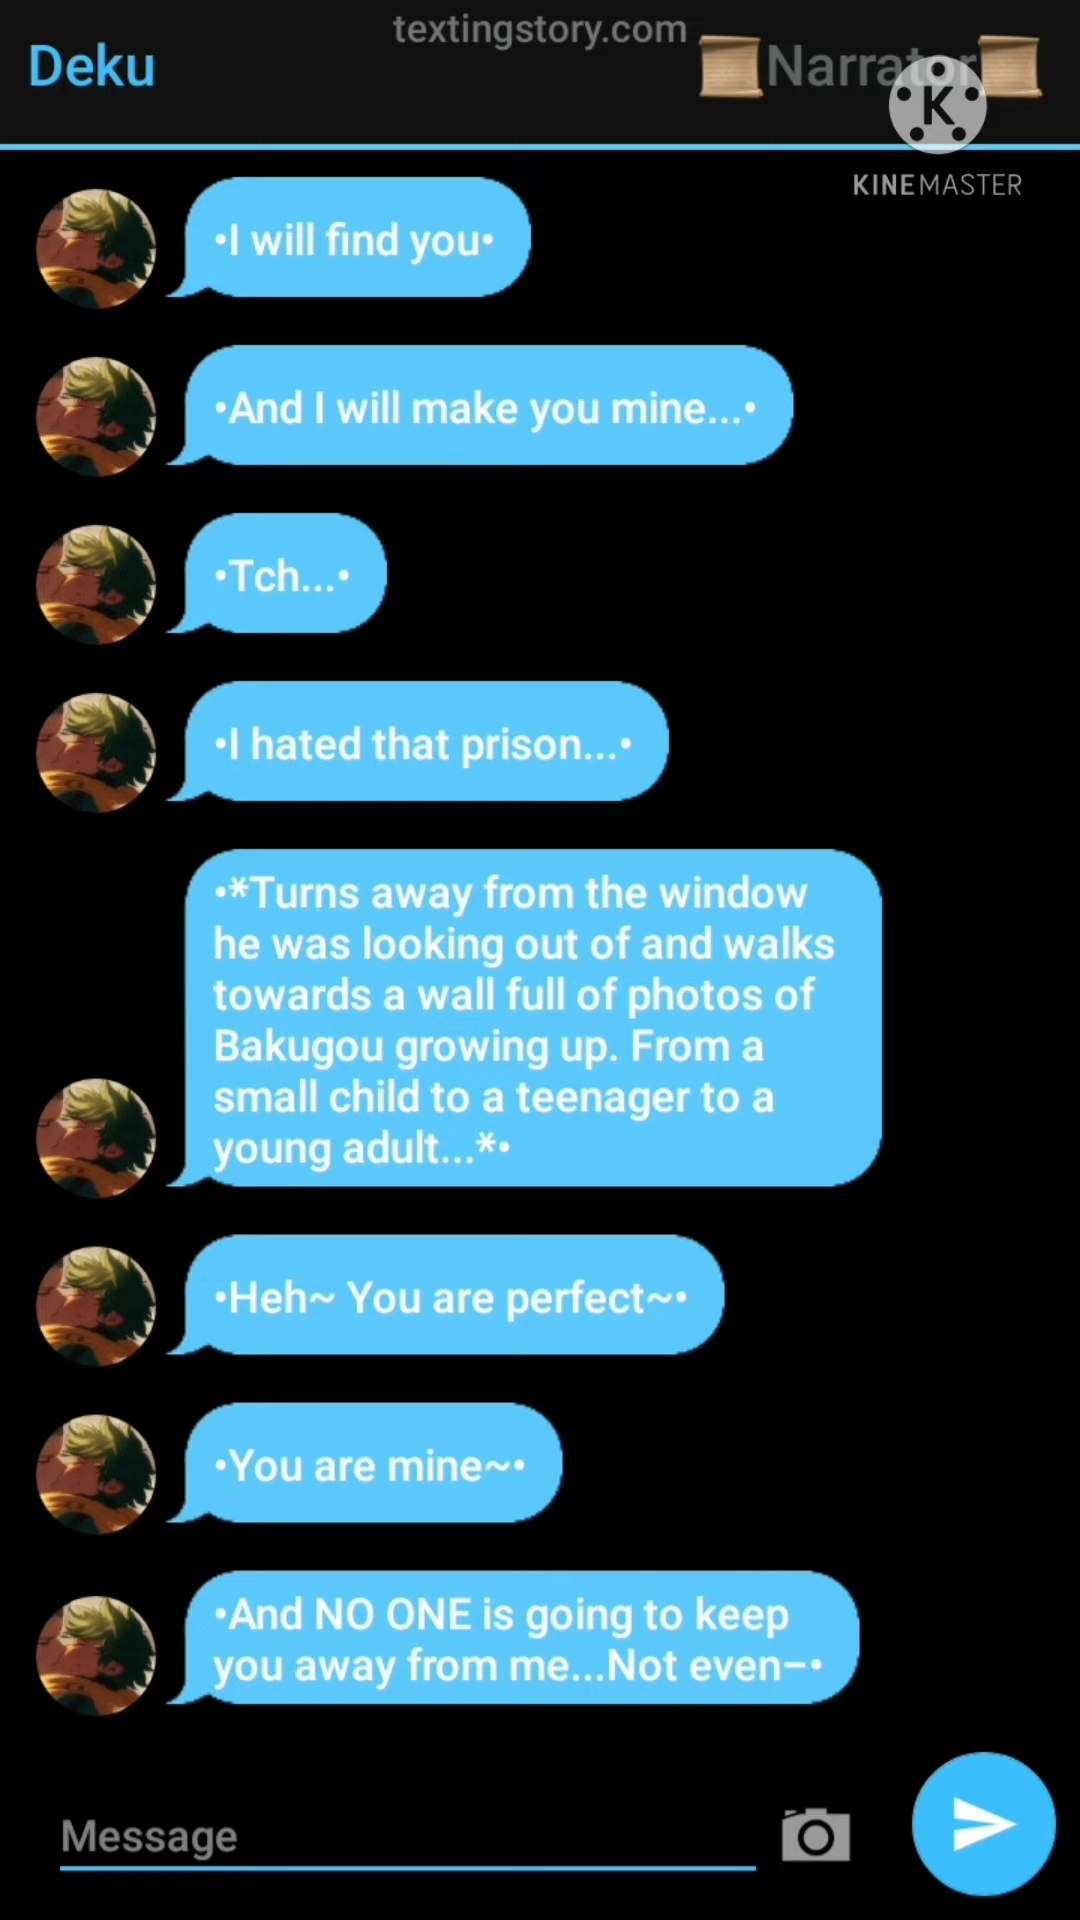 textingstory.com
Deku
Narrator
K
KINEMASTER
•I will find you•
•And I will make you mine...•
•Tch...•
•I hated that prison...•
•*Turns away from the window
he was looking out of and walks
towards a wall full of photos of
Bakugou growing up. From a
small child to a teenager to a
young adult...*•
•Heh~ You are perfect~•
•You are mine~•
•And NO ONE is going to keep
you away from me...Not even–•
Message